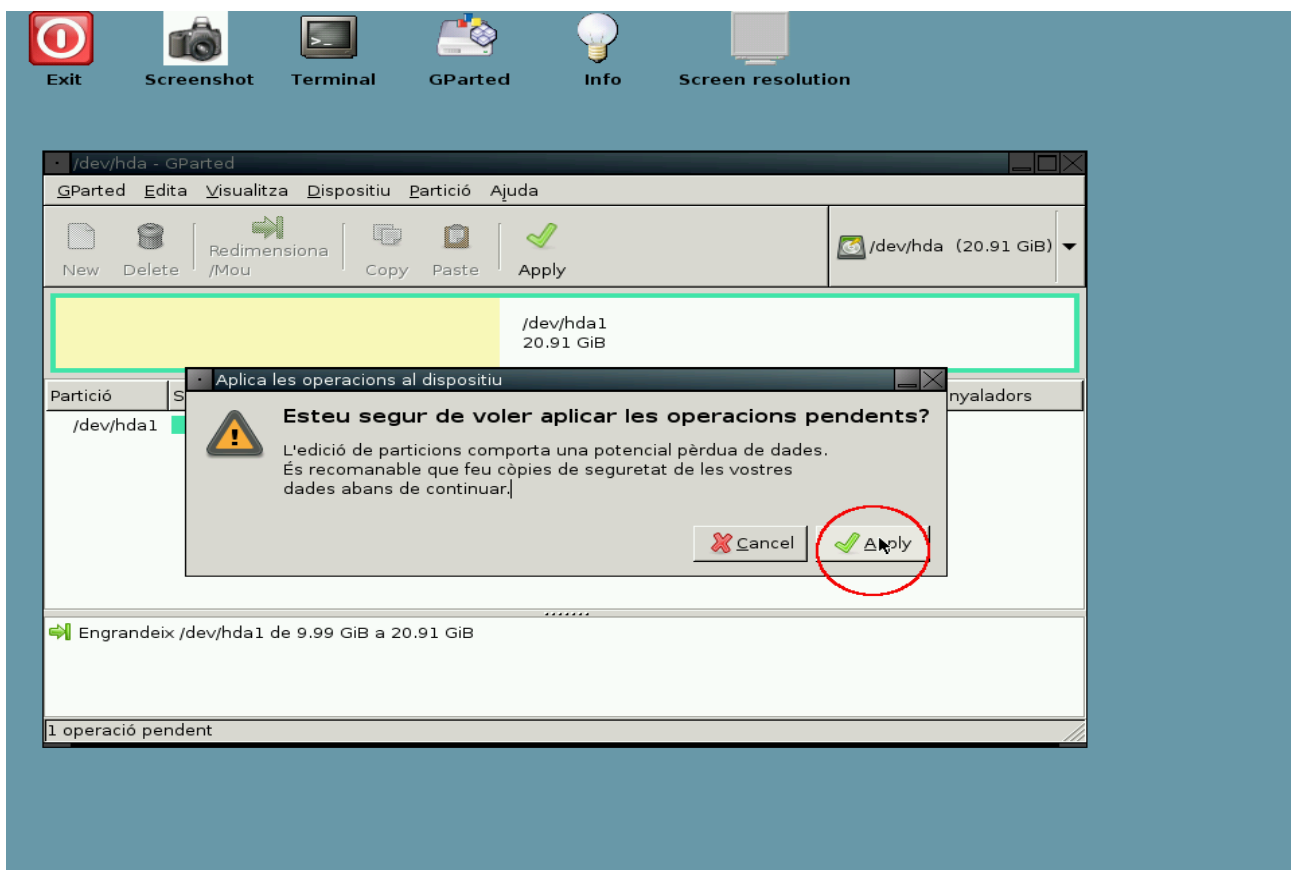 Exit Screenshot Terminal GParted Info Screen resolution
/dev/hda - GParted
GParted Edita Visualitza Dispositiu Partició Ajuda
New Delete Redimensiona
/Mou Copy Paste Apply /dev/hda (20.91 GiB)
/dev/hda1
20.91 GiB
Aplica les operacions al dispositiu
Partició S nyaladors
/dev/hda1
Esteu segur de voler aplicar les operacions pendents?
L'edició de particions comporta una potencial pèrdua de dades.
És recomanable que feu còpies de seguretat de les vostres
dades abans de continuar.
Cancel Apply
Engrandeix /dev/hda1 de 9.99 GiB a 20.91 GiB
1 operació pendent